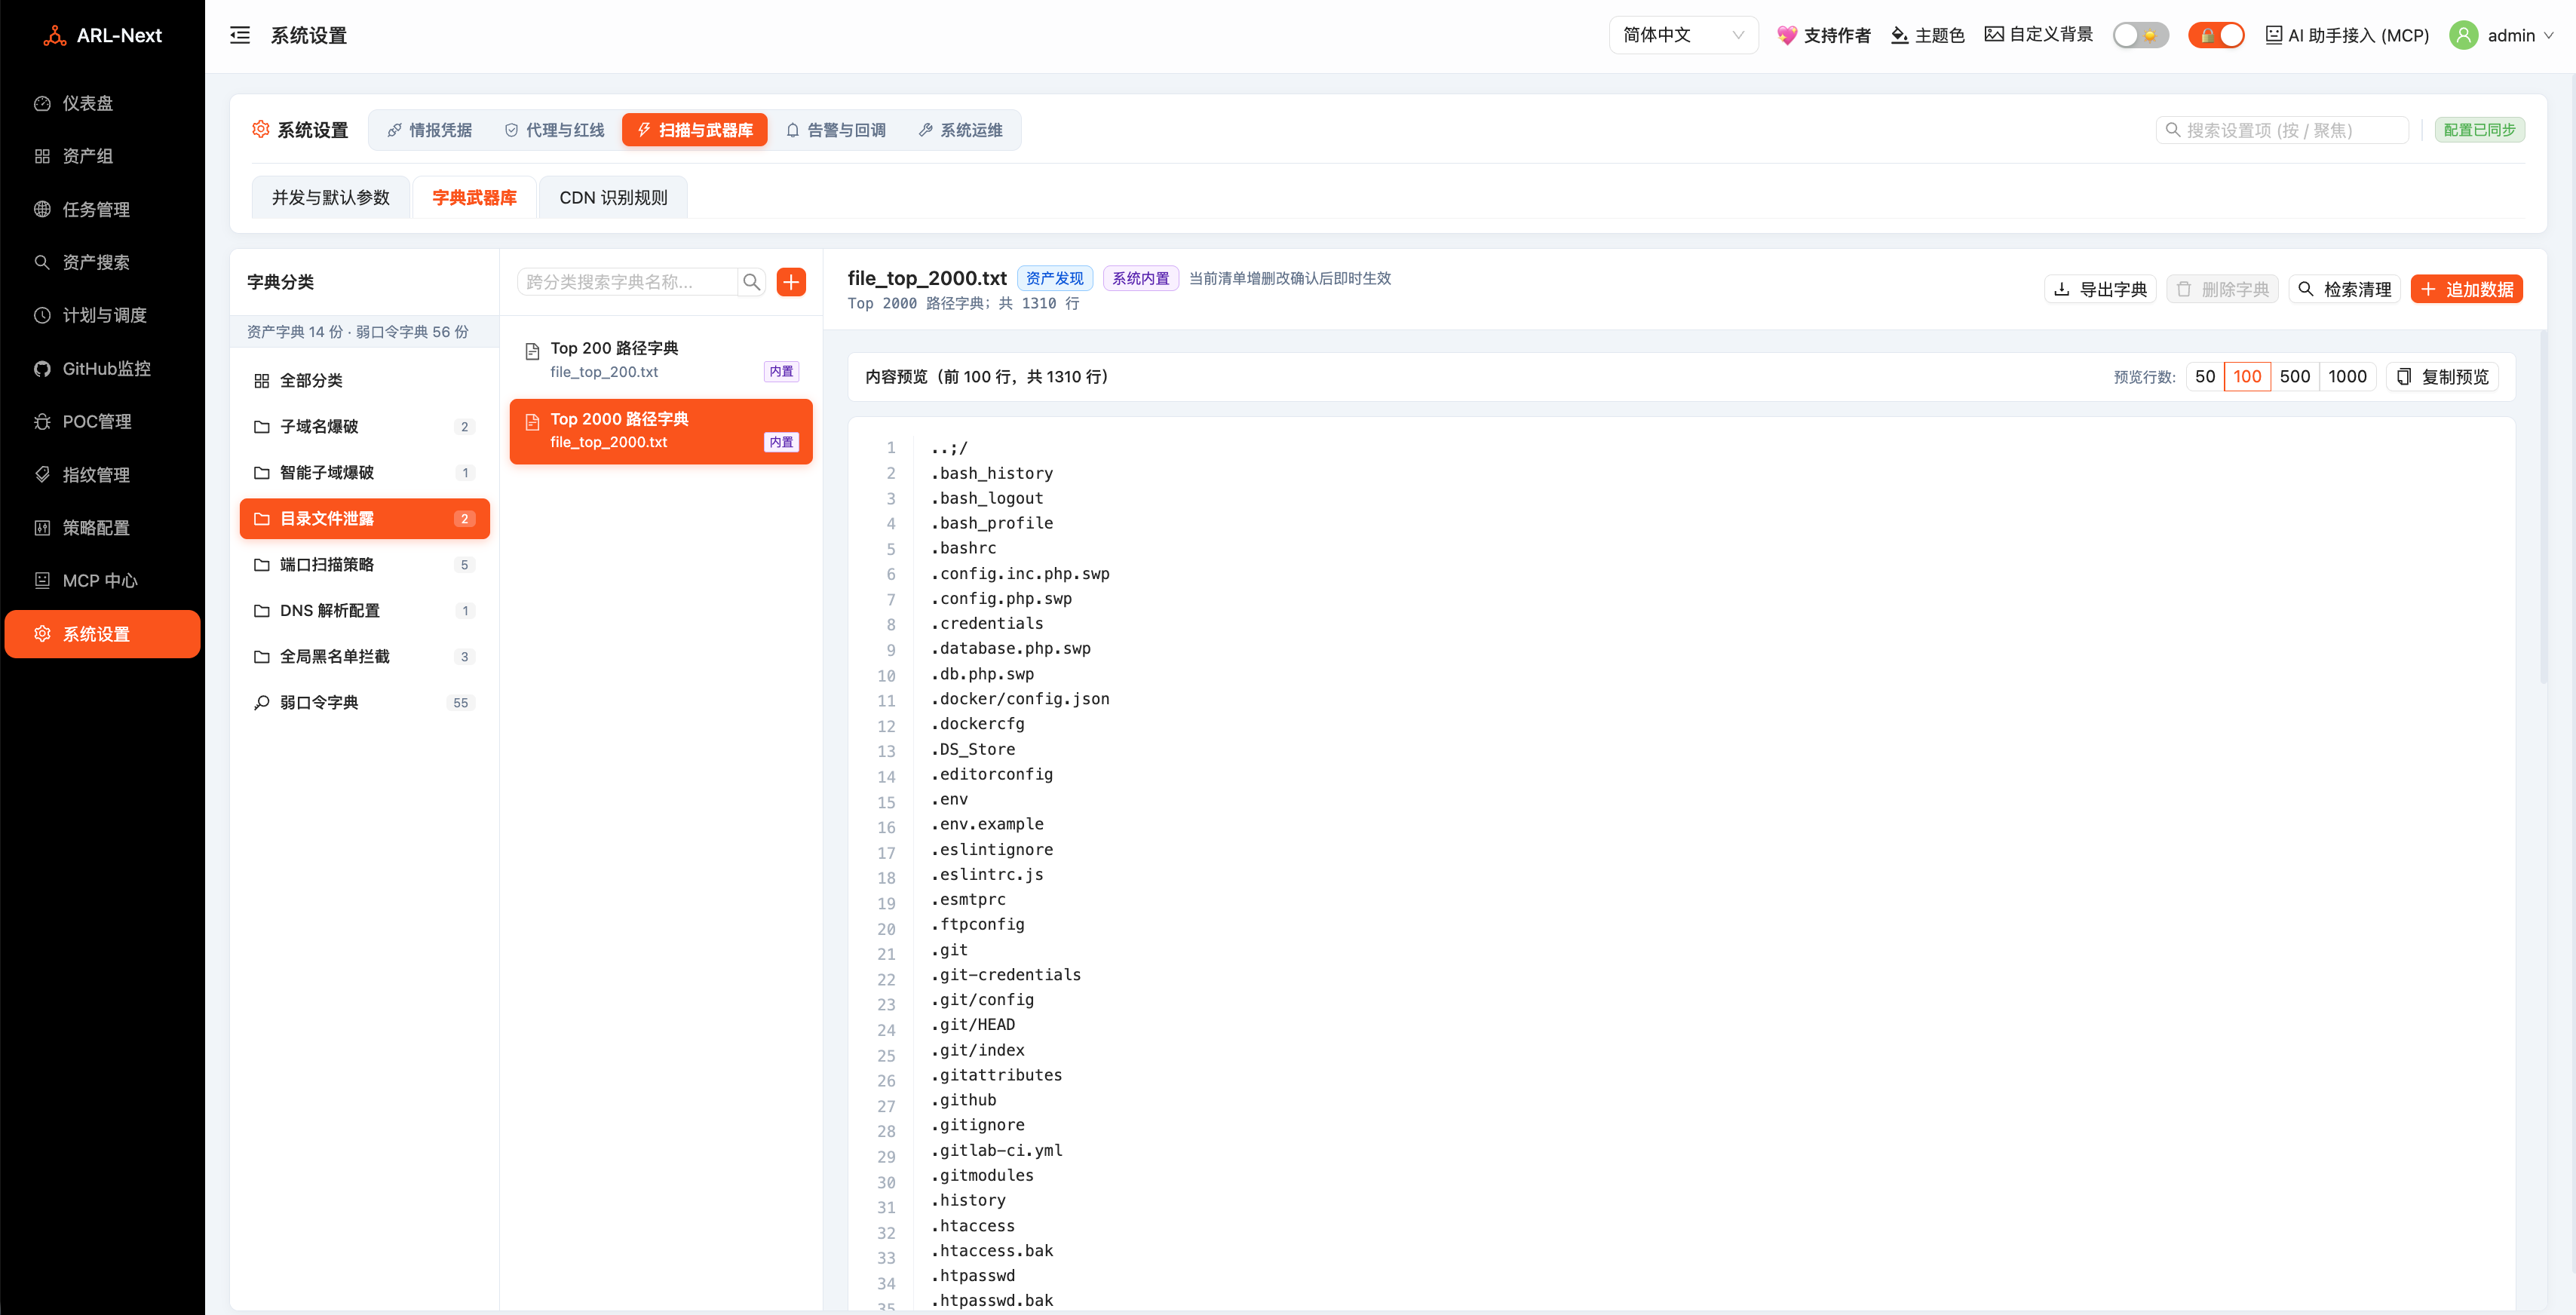 ARL-Next
系统设置
简体中文
支持作者
主题色
自定义背景
AI 助手接入 (MCP)
admin
仪表盘
资产组
任务管理
资产搜索
计划与调度
GitHub监控
POC管理
指纹管理
策略配置
MCP 中心
系统设置
系统设置
情报凭据
代理与红线
扫描与武器库
告警与回调
系统运维
搜索设置项 (按 / 聚焦)
配置已同步
并发与默认参数
字典武器库
CDN 识别规则
字典分类
资产字典 14 份 · 弱口令字典 56 份
全部分类
子域名爆破 2
智能子域爆破 1
目录文件泄露 2
端口扫描策略 5
DNS 解析配置 1
全局黑名单拦截 3
弱口令字典 55
跨分类搜索字典名称...
Top 200 路径字典
file_top_200.txt 内置
Top 2000 路径字典
file_top_2000.txt 内置
file_top_2000.txt 资产发现 系统内置 当前清单增删改确认后即时生效
Top 2000 路径字典; 共 1310 行
导出字典
删除字典
检索清理
追加数据
内容预览（前 100 行，共 1310 行）
预览行数: 50 100 500 1000 复制预览
1 ..;/
2 .bash_history
3 .bash_logout
4 .bash_profile
5 .bashrc
6 .config.inc.php.swp
7 .config.php.swp
8 .credentials
9 .database.php.swp
10 .db.php.swp
11 .docker/config.json
12 .dockercfg
13 .DS_Store
14 .editorconfig
15 .env
16 .env.example
17 .eslintignore
18 .eslintrc.js
19 .esmtprc
20 .ftpconfig
21 .git
22 .git-credentials
23 .git/config
24 .git/HEAD
25 .git/index
26 .gitattributes
27 .github
28 .gitignore
29 .gitlab-ci.yml
30 .gitmodules
31 .history
32 .htaccess
33 .htaccess.bak
34 .htpasswd
35 .htpasswd.bak